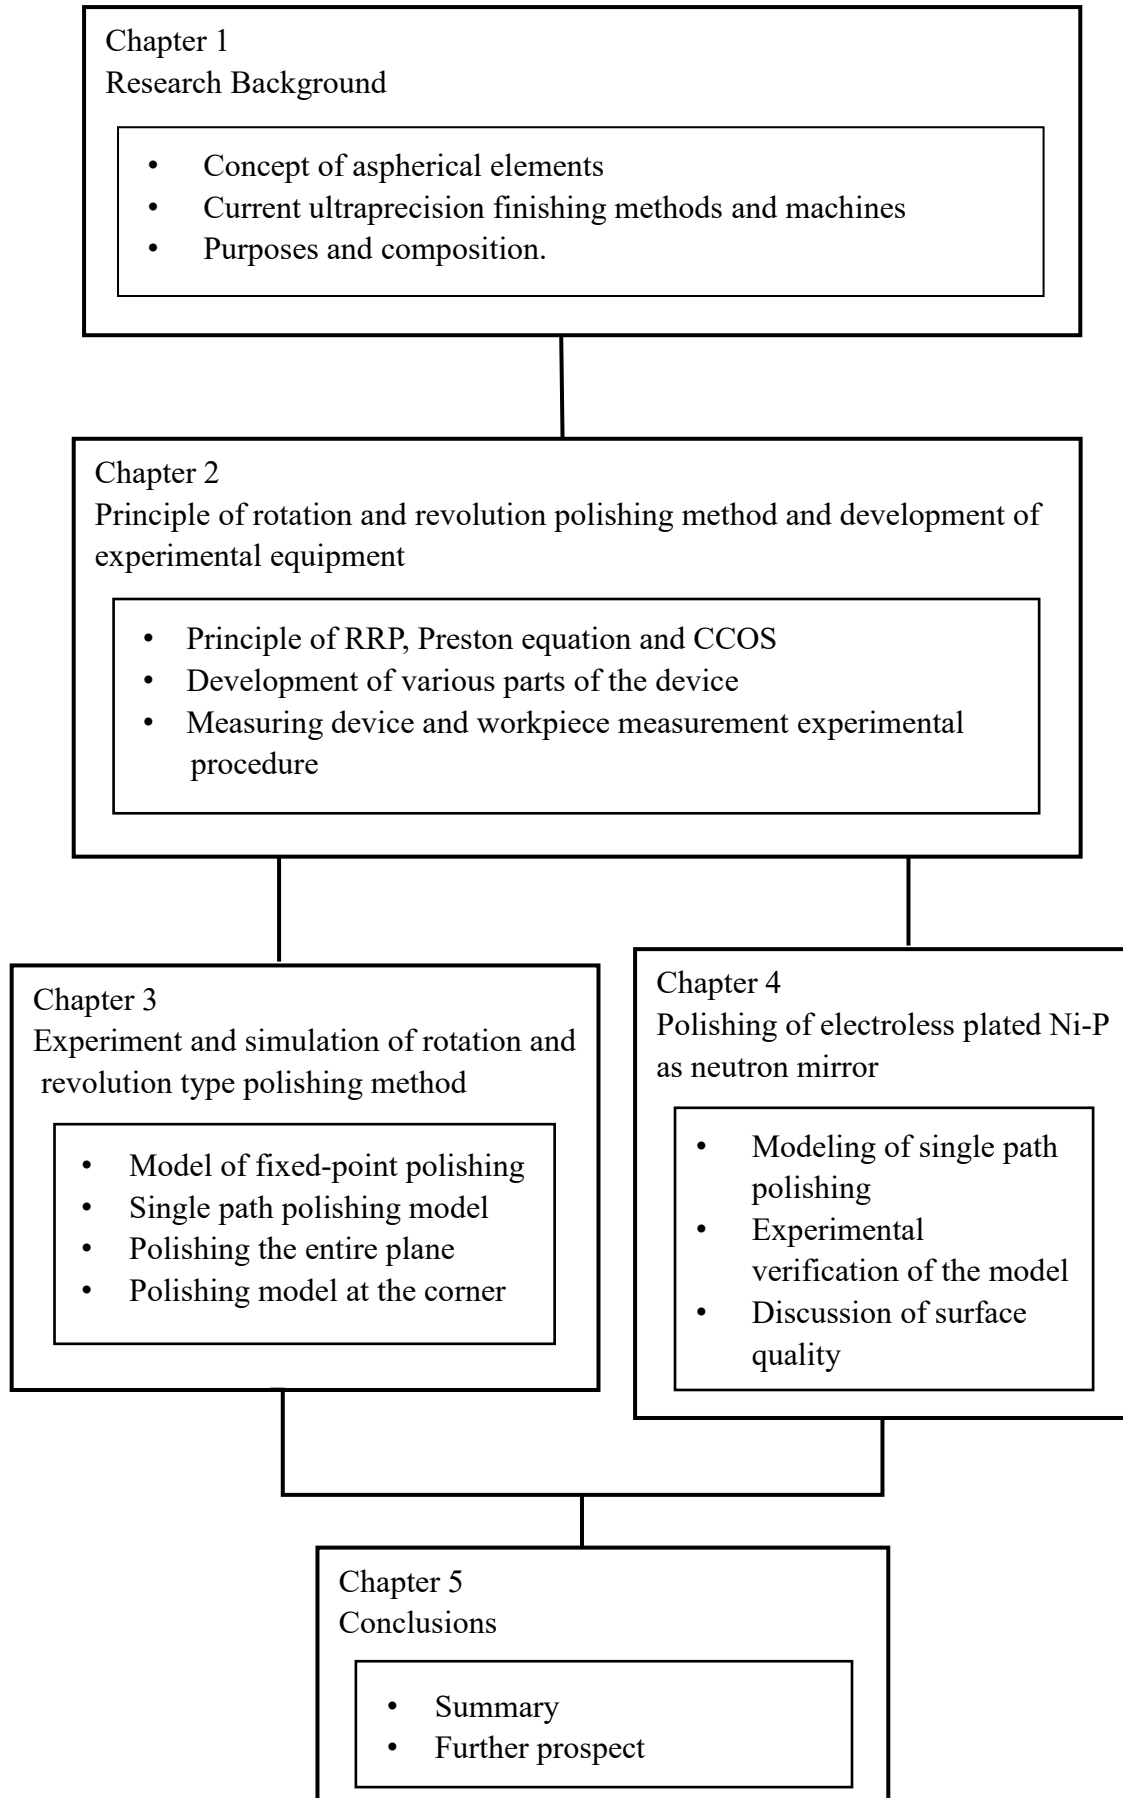 Chapter 1
Research Background
• Concept of aspherical elements
• Current ultraprecision finishing methods and machines
• Purposes and composition.
Chapter 2
Principle of rotation and revolution polishing method and development of
experimental equipment
• Principle of RRP, Preston equation and CCOS
• Development of various parts of the device
• Measuring device and workpiece measurement experimental
procedure
Chapter 3
Experiment and simulation of rotation and
revolution type polishing method
• Model of fixed-point polishing
• Single path polishing model
• Polishing the entire plane
• Polishing model at the corner
Chapter 4
Polishing of electroless plated Ni-P
as neutron mirror
• Modeling of single path
polishing
• Experimental
verification of the model
• Discussion of surface
quality
Chapter 5
Conclusions
• Summary
• Further prospect